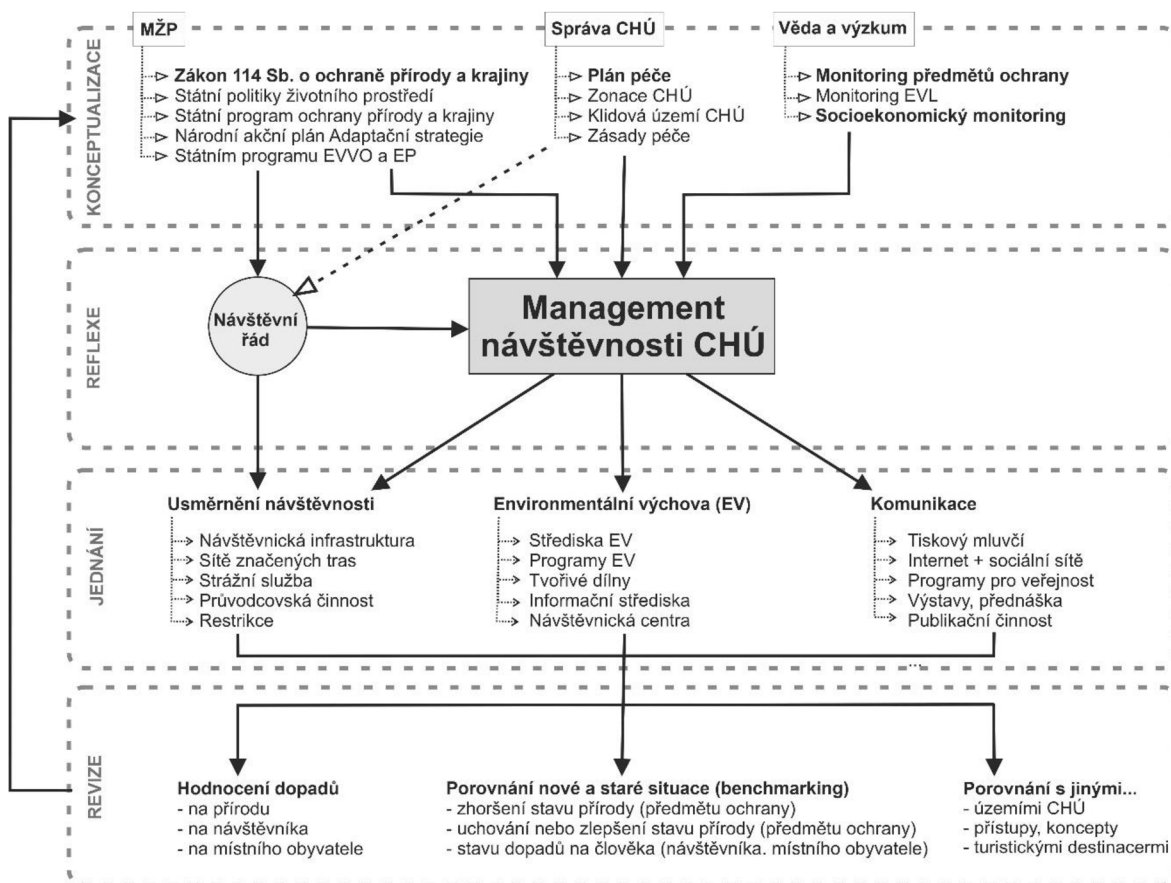 KONCEPTUALIZACE
MŽP
Zákon 114 Sb. o ochraně přírody a krajiny
Státní politiky životního prostředí
Státní program ochrany přírody a krajiny
Národní akční plán Adaptační strategie
Státním programu EVVO a EP
Správa CHÚ
Plán péče
Zonace CHÚ
Klidová území CHÚ
Zásady péče
Věda a výzkum
Monitoring předmětů ochrany
Monitoring EVL
Socioekonomický monitoring
REFLEXE
Návštěvní
řád
Management
návštěvnosti CHÚ
JEDNÁNÍ
Usměrnění návštěvnosti
Návštěvnická infrastruktura
Sítě značených tras
Strážní služba
Průvodcovská činnost
Restrikce
Environmentální výchova (EV)
Střediska EV
Programy EV
Tvořivé dílny
Informační střediska
Návštěvnická centra
Komunikace
Tiskový mluvčí
Internet + sociální sítě
Programy pro veřejnost
Výstavy, přednáška
Publikační činnost
...
REVIZE
Hodnocení dopadů
- na přírodu
- na návštěvníka
- na místního obyvatele
Porovnání nové a staré situace (benchmarking)
- zhoršení stavu přírody (předmětu ochrany)
- uchování nebo zlepšení stavu přírody (předmětu ochrany)
- stavu dopadů na člověka (návštěvníka. místního obyvatele)
Porovnání s jinými...
- územími CHÚ
- přístupy, koncepty
- turistickými destinacermi